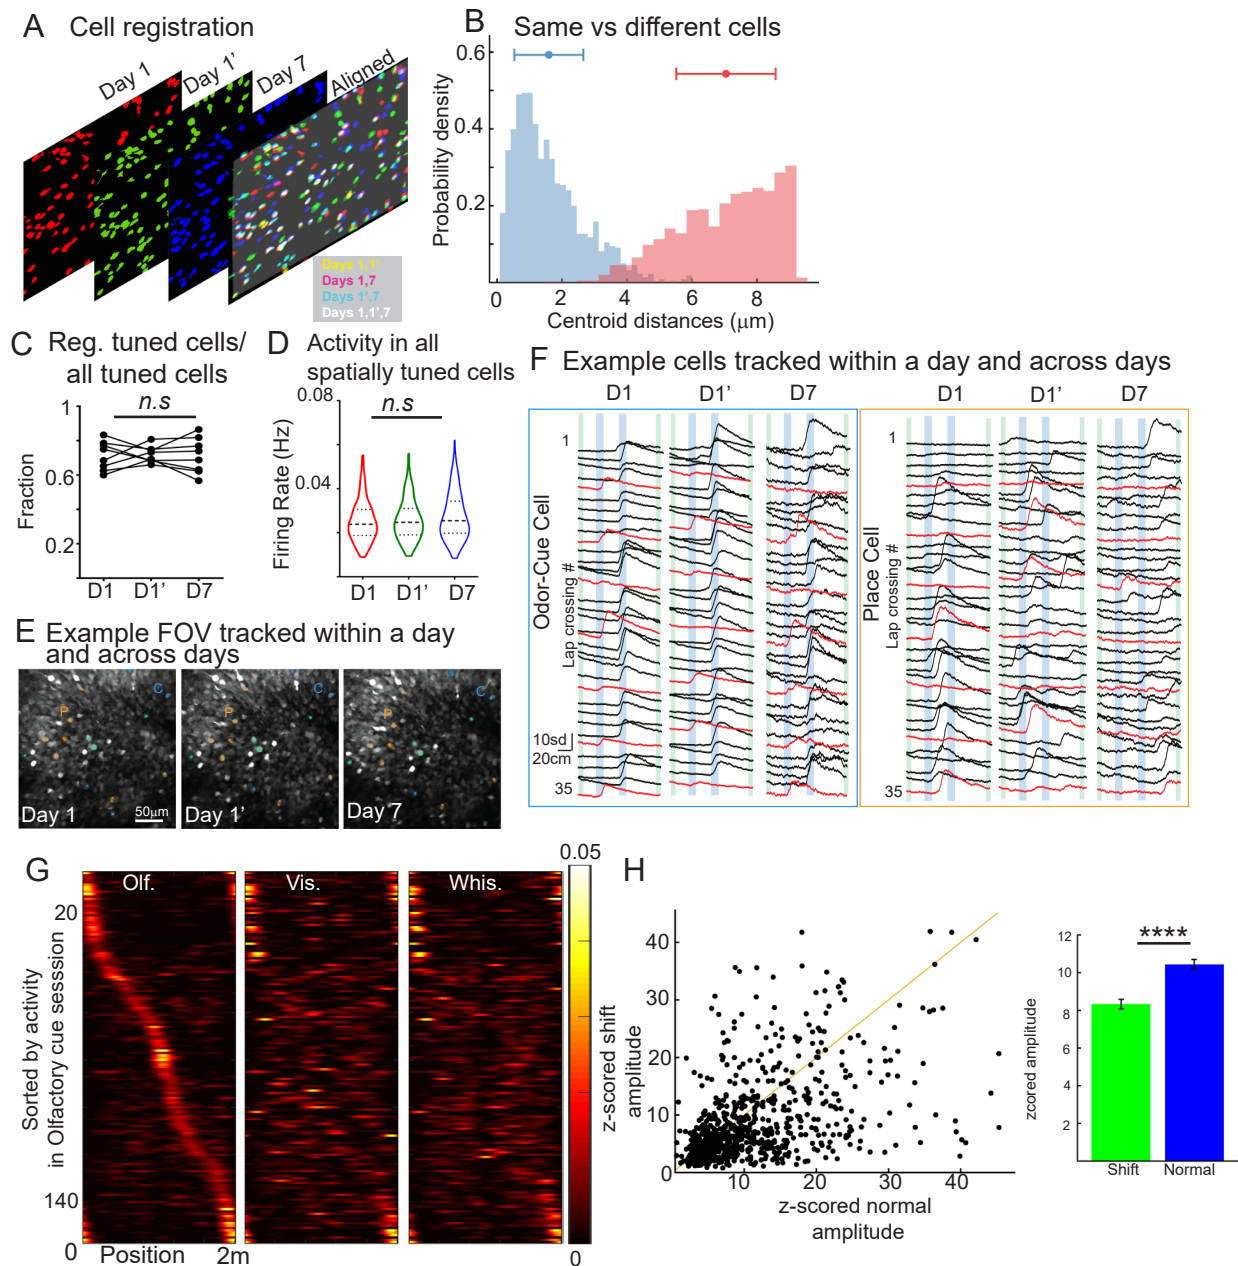 A Cell registration
Day 1
Day 1'
Day 7
Aligned
Days 1,1'
Days 1,7
Days 1',7
Days 1,1',7
B Same vs different cells
0.6
0.4
0.2
Probability density
0 2 4 6 8
Centroid distances (μm)
C Reg. tuned cells/
all tuned cells
n.s
1
0.6
0.2
Fraction
D1 D1' D7
D Activity in all
spatially tuned cells
0.08
n.s
0.04
Firing Rate (Hz)
D1 D1' D7
E Example FOV tracked within a day
and across days
P C
Day 1 50μm
P C
Day 1'
P C
Day 7
F Example cells tracked within a day and across days
D1 D1' D7
Odor-Cue Cell
Lap crossing #
1
10sd
20cm
35
D1 D1' D7
Place Cell
Lap crossing #
1
35
G
Olf. Vis. Whis.
20
140
0
Sorted by activity
in Olfactory cue sesssion
Position 2m
0.05
0
H
z-scored shift
amplitude
40
30
20
10
0
10 20 30 40
z-scored normal
amplitude
****
12
10
8
6
4
2
zcored amplitude
Shift Normal